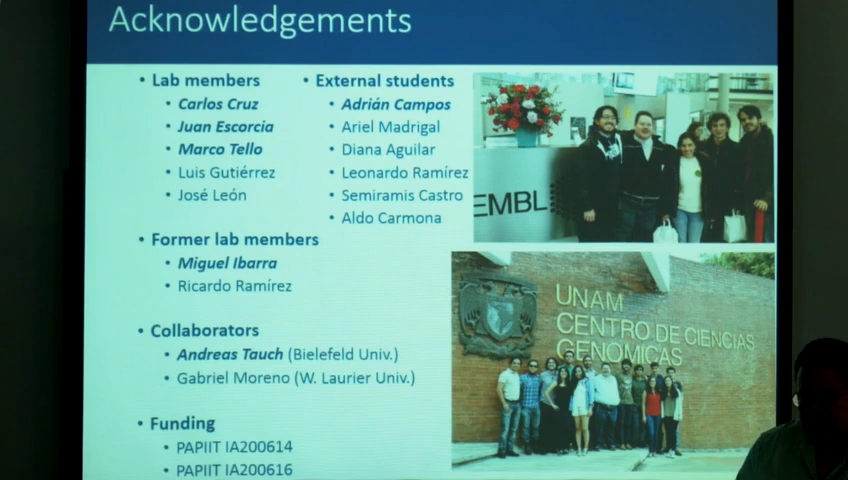 Acknowledgements
• Lab members
• Carlos Cruz
• Juan Escorcia
• Marco Tello
• Luis Gutiérrez
• José León
• Former lab members
• Miguel Ibarra
• Ricardo Ramírez
• Collaborators
• Andreas Tauch (Bielefeld Univ.)
• Gabriel Moreno (W. Laurier Univ.)
• Funding
• PAPIIT IA200614
• PAPIIT IA200616
• External students
• Adrián Campos
• Ariel Madrigal
• Diana Aguilar
• Leonardo Ramírez
• Semiramis Castro
• Aldo Carmona
EMBL
UNAM
CENTRO DE CIENCIAS
GENÓMICAS